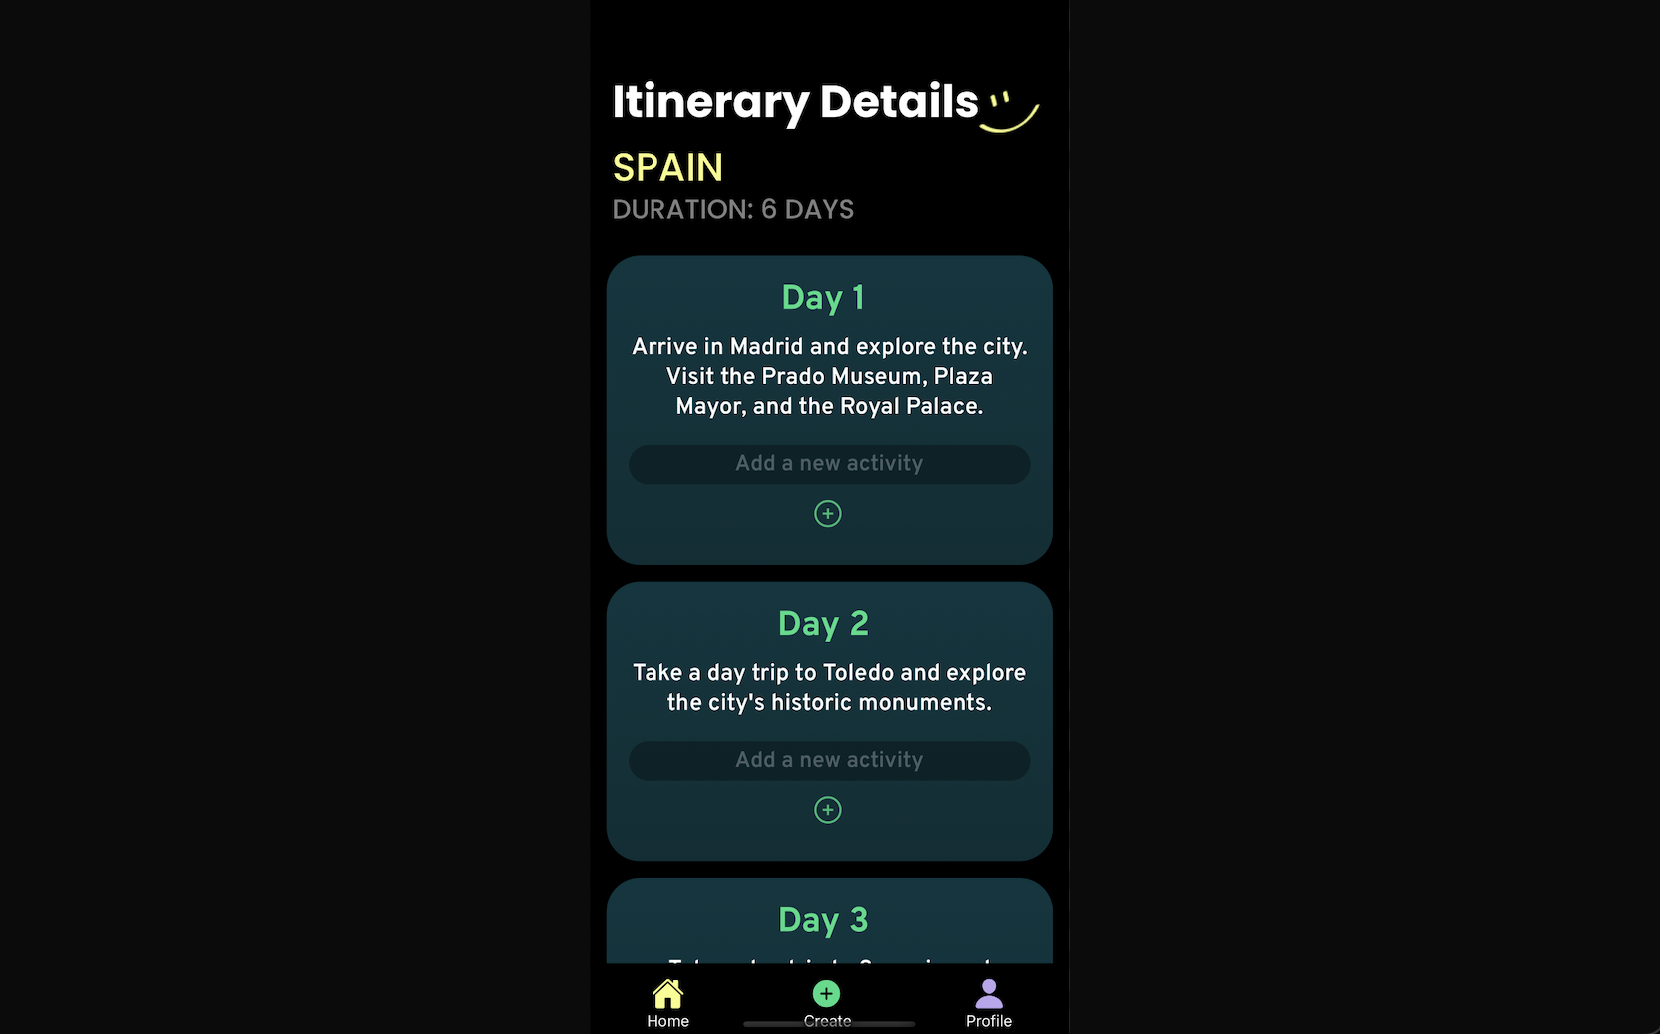 Itinerary Details
SPAIN
DURATION: 6 DAYS
Day 1
Arrive in Madrid and explore the city.
Visit the Prado Museum, Plaza
Mayor, and the Royal Palace.
Add a new activity
Day 2
Take a day trip to Toledo and explore
the city's historic monuments.
Add a new activity
Day 3
Home
Create
Profile